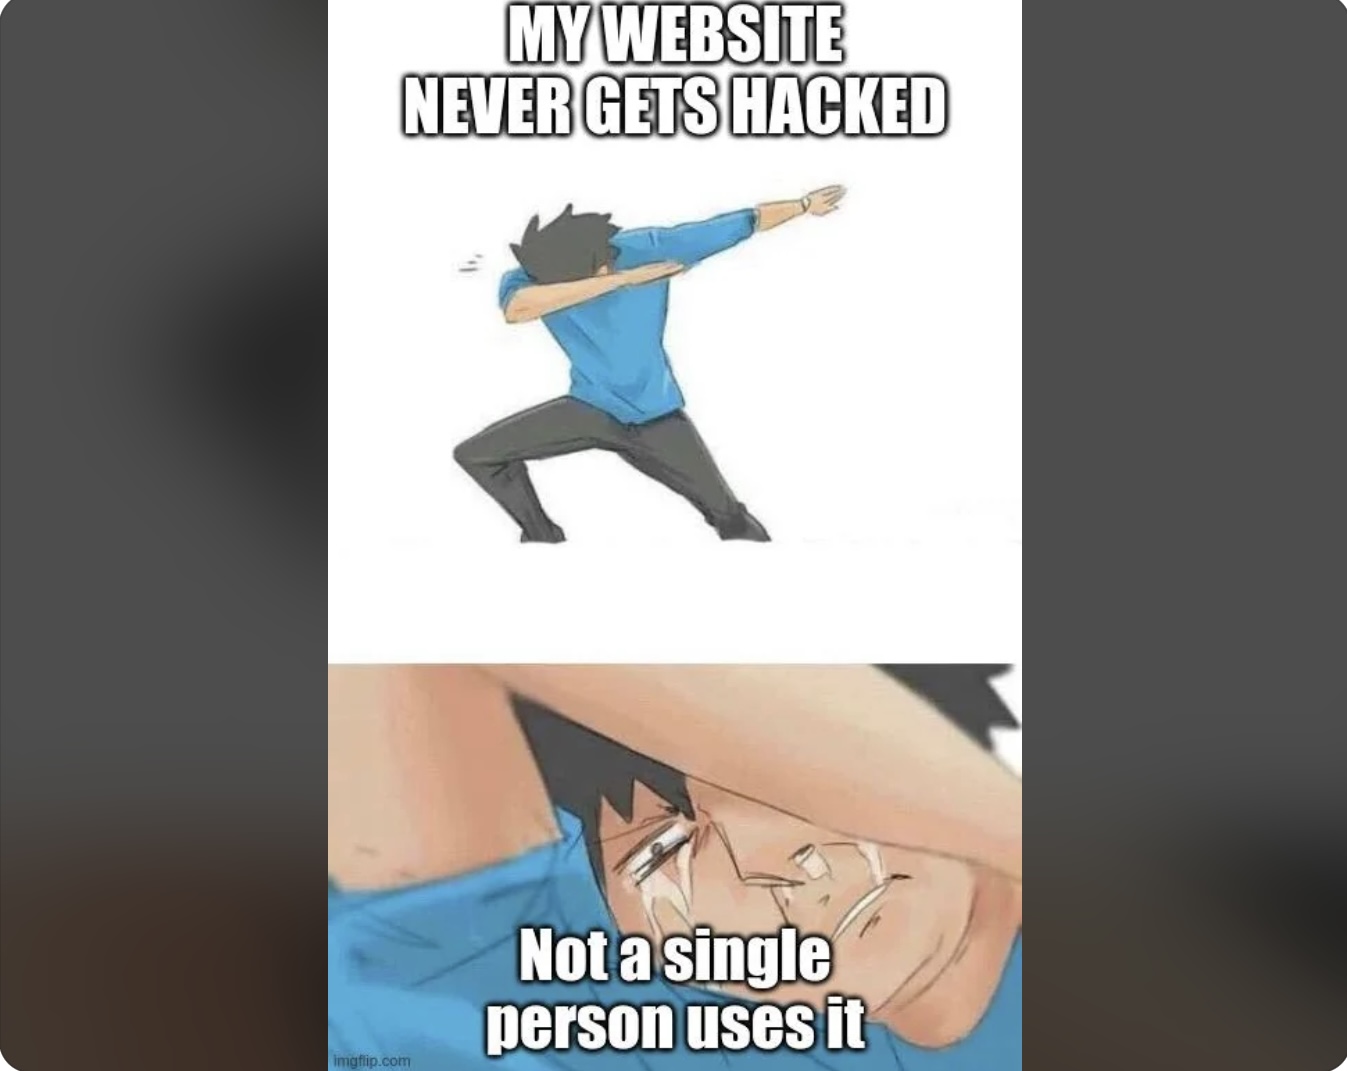 MY WEBSITE
NEVER GETS HACKED
Not a single
person uses it
imgflip.com